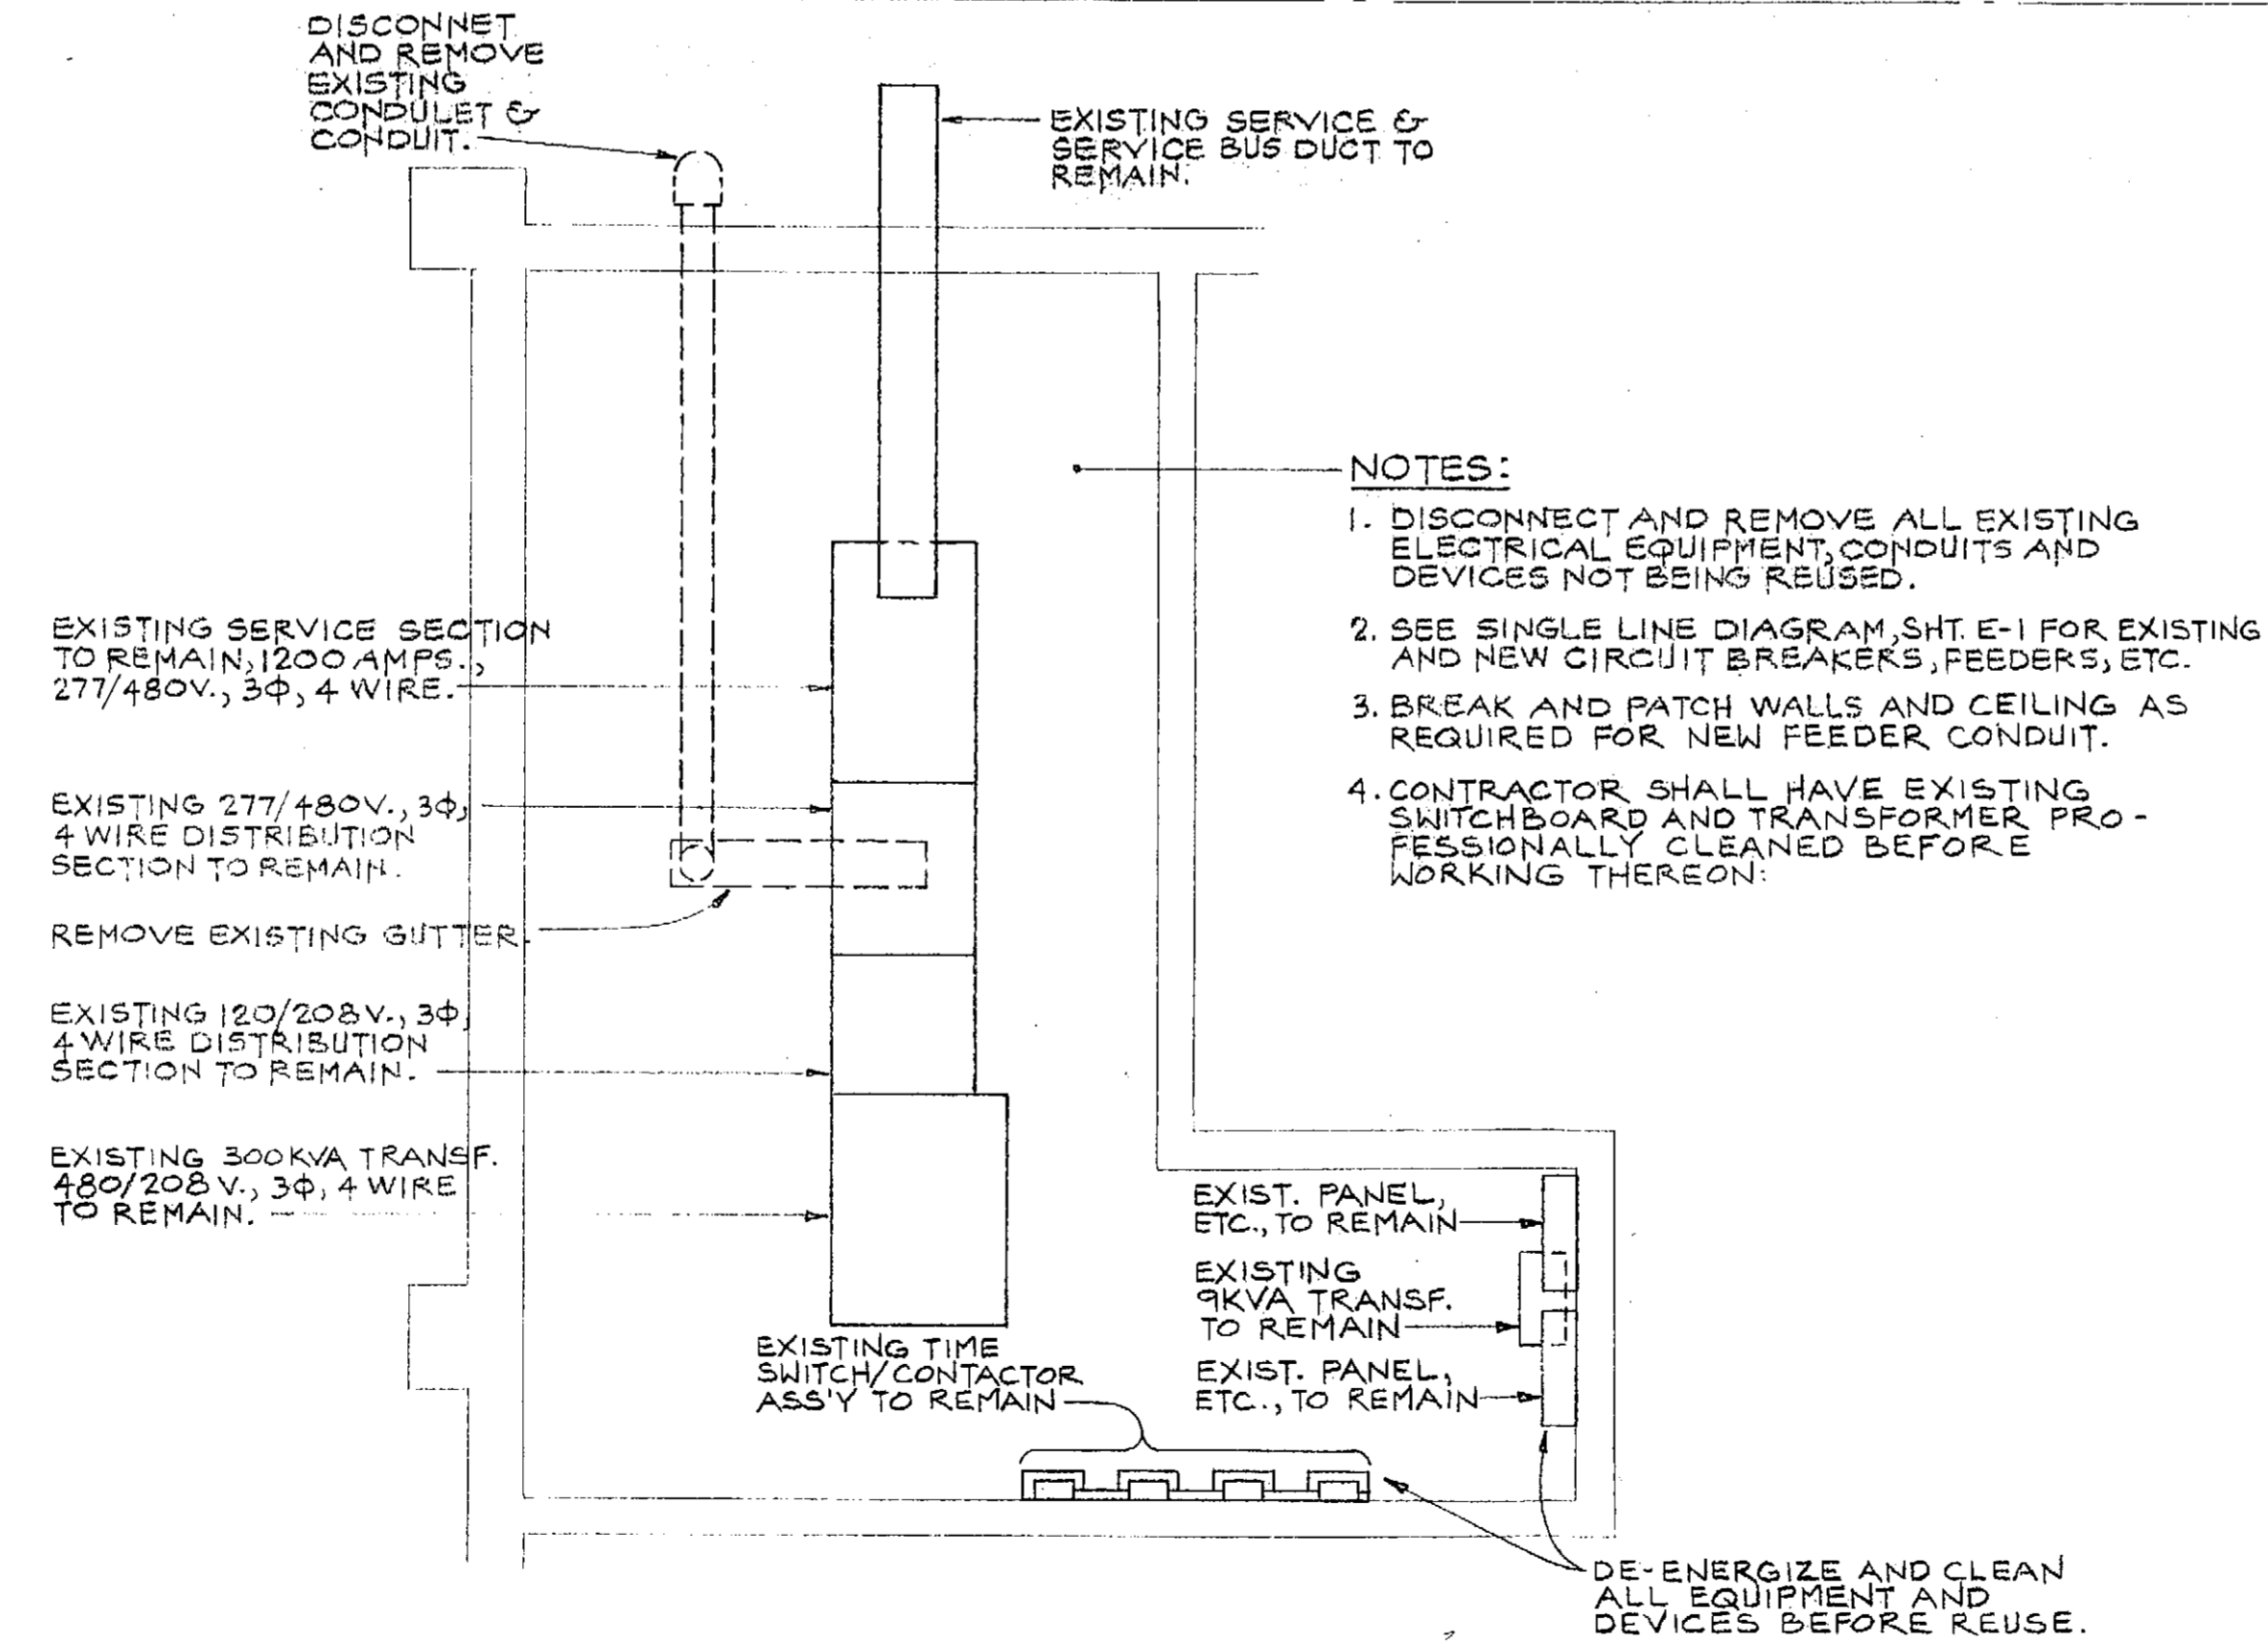 DISCONNET
AND REMOVE
EXISTING
CONDULET &
CONDUIT.
EXISTING SERVICE &
SERVICE BUS DUCT TO
REMAIN.
NOTES:
1. DISCONNECT AND REMOVE ALL EXISTING
ELECTRICAL EQUIPMENT, CONDUITS AND
DEVICES NOT BEING REUSED.
2. SEE SINGLE LINE DIAGRAM, SHT. E-1 FOR EXISTING
AND NEW CIRCUIT BREAKERS, FEEDERS, ETC.
3. BREAK AND PATCH WALLS AND CEILING AS
REQUIRED FOR NEW FEEDER CONDUIT.
4. CONTRACTOR SHALL HAVE EXISTING
SWITCHBOARD AND TRANSFORMER PRO-
FESSIONALLY CLEANED BEFORE
WORKING THEREON:
EXISTING SERVICE SECTION
TO REMAIN, 1200 AMPS.,
277/480V., 3Φ, 4 WIRE.
EXISTING 277/480V., 3Φ,
4 WIRE DISTRIBUTION
SECTION TO REMAIN.
REMOVE EXISTING GUTTER.
EXISTING 120/208V., 3Φ,
4 WIRE DISTRIBUTION
SECTION TO REMAIN.
EXISTING 300KVA TRANSF.
480/208V., 3Φ, 4 WIRE
TO REMAIN.
EXISTING TIME
SWITCH/CONTACTOR
ASS'Y TO REMAIN
EXIST. PANEL,
ETC., TO REMAIN
EXISTING
9KVA TRANSF.
TO REMAIN
EXIST. PANEL,
ETC., TO REMAIN
DE-ENERGIZE AND CLEAN
ALL EQUIPMENT AND
DEVICES BEFORE REUSE.